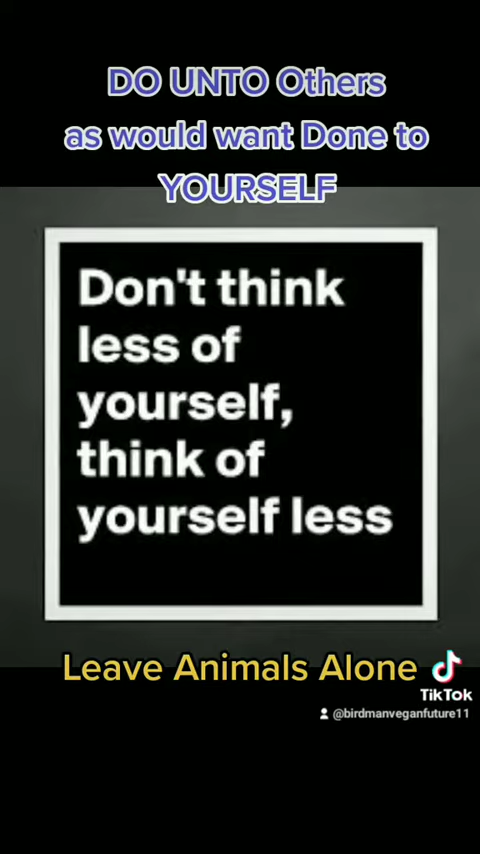 DO UNTO Others
as would want Done to
YOURSELF
Don't think
less of
yourself,
think of
yourself less
Leave Animals Alone
TikTok
@birdmanveganfuture11